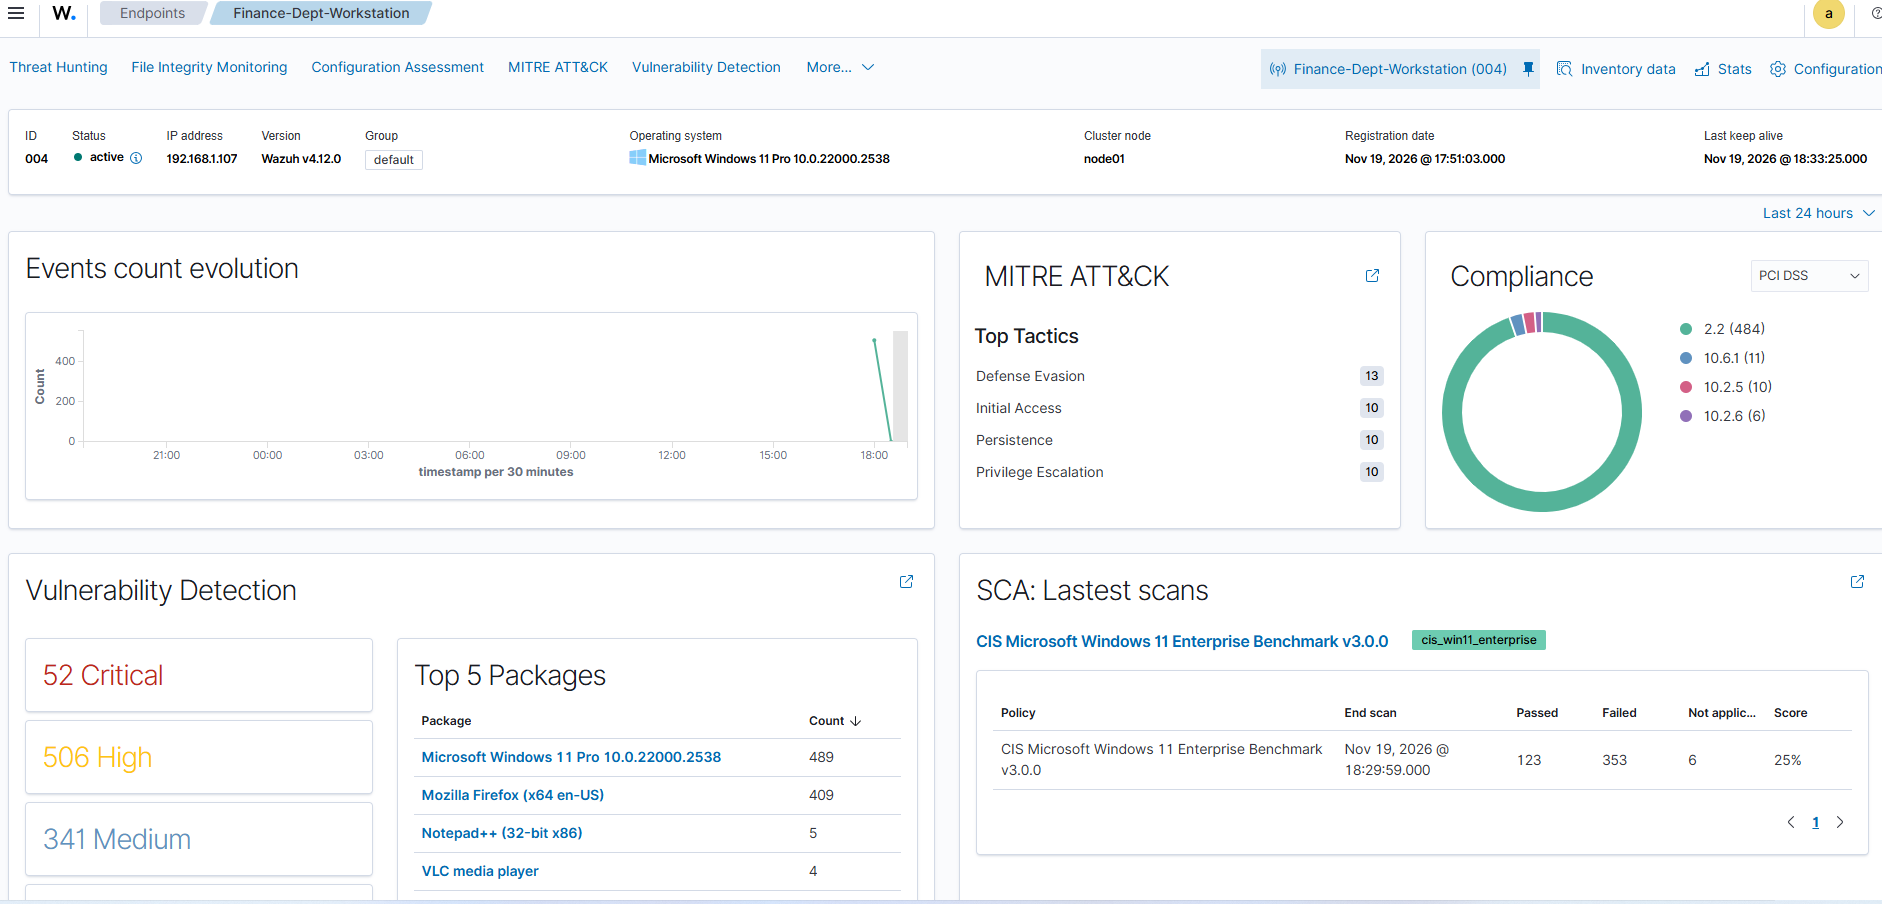 W. Endpoints Finance-Dept-Workstation a
Threat Hunting File Integrity Monitoring Configuration Assessment MITRE ATT&CK Vulnerability Detection More... Finance-Dept-Workstation (004) Inventory data Stats Configuration
ID Status IP address Version Group Operating system Cluster node Registration date Last keep alive
004 active 192.168.1.107 Wazuh v4.12.0 default Microsoft Windows 11 Pro 10.0.22000.2538 node01 Nov 19, 2026 @ 17:51:03.000 Nov 19, 2026 @ 18:33:25.000
Last 24 hours
Events count evolution
Count
400
200
0
21:00 00:00 03:00 06:00 09:00 12:00 15:00 18:00
timestamp per 30 minutes
MITRE ATT&CK
Top Tactics
Defense Evasion 13
Initial Access 10
Persistence 10
Privilege Escalation 10
Compliance PCI DSS
2.2 (484)
10.6.1 (11)
10.2.5 (10)
10.2.6 (6)
Vulnerability Detection
52 Critical
506 High
341 Medium
Top 5 Packages
Package Count
Microsoft Windows 11 Pro 10.0.22000.2538 489
Mozilla Firefox (x64 en-US) 409
Notepad++ (32-bit x86) 5
VLC media player 4
SCA: Lastest scans
CIS Microsoft Windows 11 Enterprise Benchmark v3.0.0 cis_win11_enterprise
Policy End scan Passed Failed Not applic... Score
CIS Microsoft Windows 11 Enterprise Benchmark Nov 19, 2026 @
v3.0.0 18:29:59.000 123 353 6 25%
1